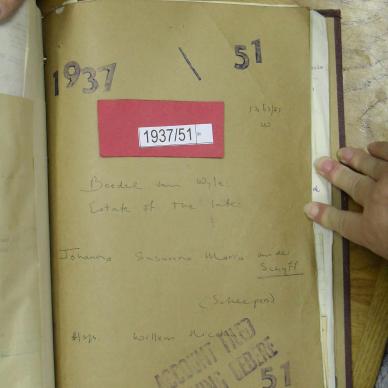 1937 \ 51
1937/51
Boedel van Wyle:
Estate of the late:
Johanna Susanna Maria van der
Schyff
(Scheepers)
Willem
ACCOUNT FILED
51